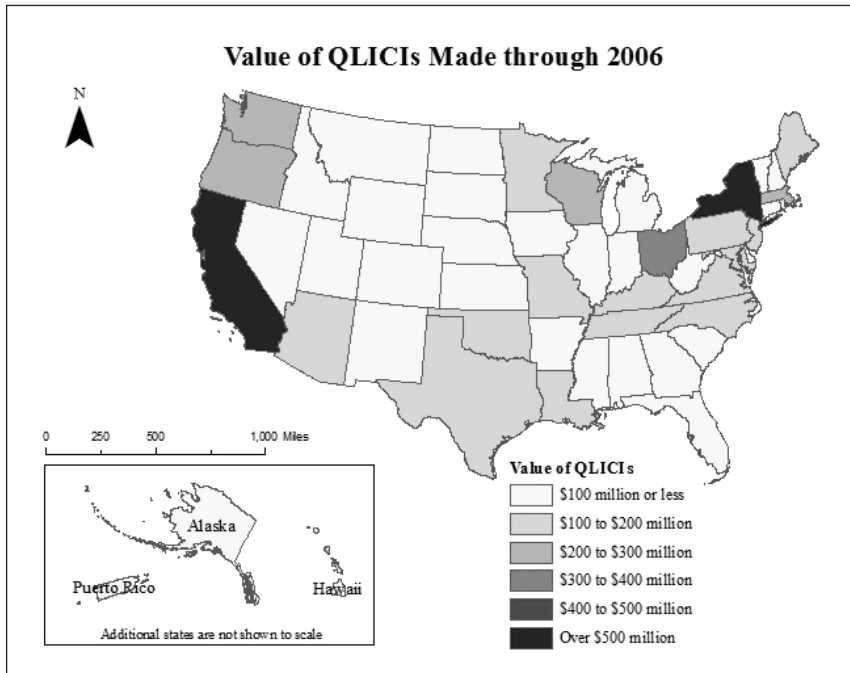 Value of QLICIs Made through 2006
N
0 250 500 1,000 Miles
Value of QLICIs
$100 million or less
$100 to $200 million
$200 to $300 million
$300 to $400 million
$400 to $500 million
Over $500 million
Alaska
Puerto Rico
Hawaii
Additional states are not shown to scale